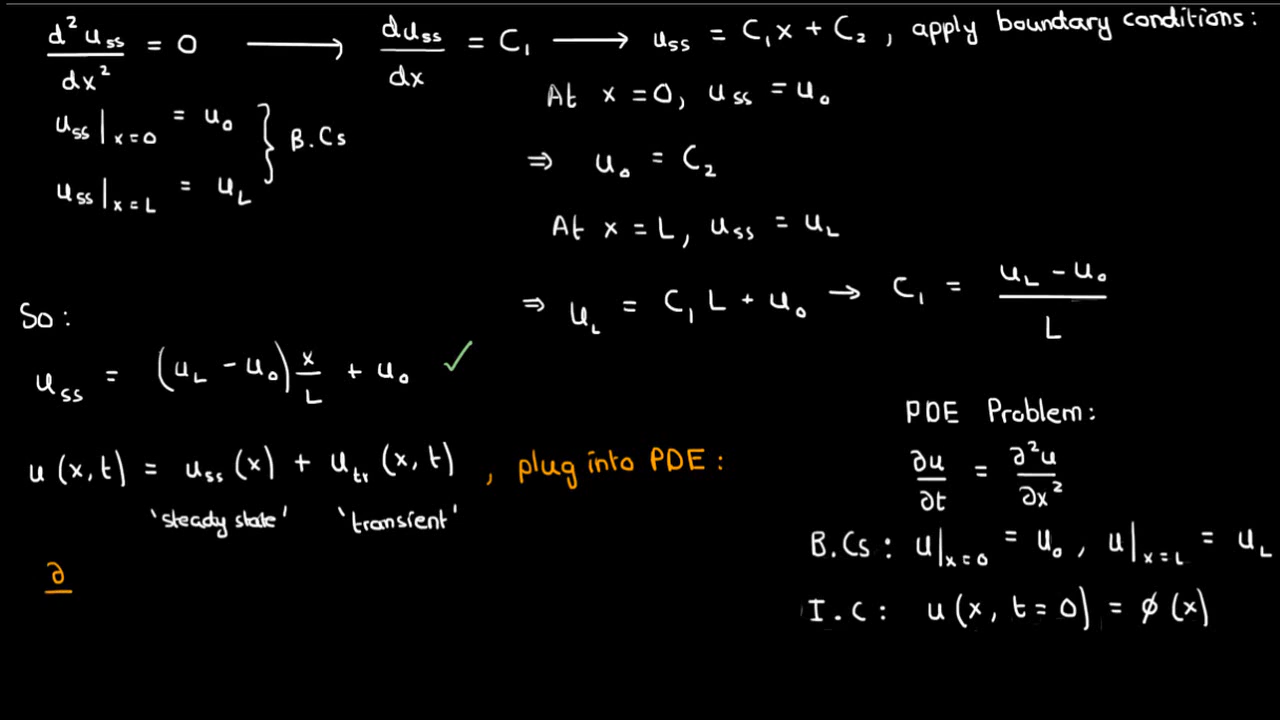 d²u_ss/dx² = 0 ⟶ du_ss/dx = C₁ ⟶ u_ss = C₁x + C₂, apply boundary conditions:
u_ss|_{x=0} = u₀
u_ss|_{x=L} = u_L } B.Cs
At x = 0, u_ss = u₀
⇒ u₀ = C₂
At x = L, u_ss = u_L
⇒ u_L = C₁L + u₀ → C₁ = (u_L - u₀)/L
So:
u_ss = (u_L - u₀) x/L + u₀ ✓
u(x,t) = u_ss(x) + u_tr(x,t), plug into PDE:
'steady state' 'transient'
∂
PDE Problem:
∂u/∂t = ∂²u/∂x²
B.Cs: u|_{x=0} = u₀, u|_{x=L} = u_L
I.C: u(x, t=0) = ϕ(x)